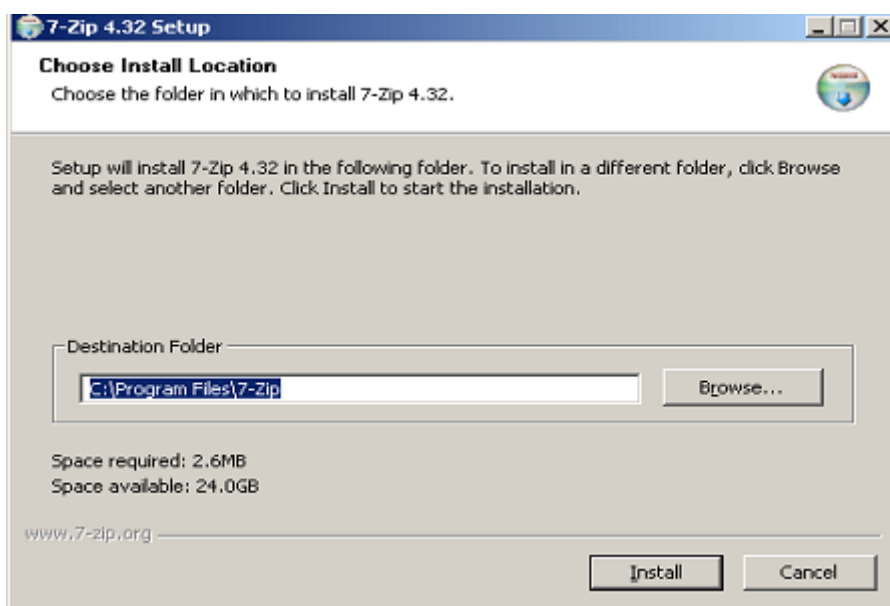 7-Zip 4.32 Setup
Choose Install Location
Choose the folder in which to install 7-Zip 4.32.
Setup will install 7-Zip 4.32 in the following folder. To install in a different folder, click Browse
and select another folder. Click Install to start the installation.
Destination Folder
C:\Program Files\7-Zip
Browse...
Space required: 2.6MB
Space available: 24.0GB
www.7-zip.org
Install
Cancel